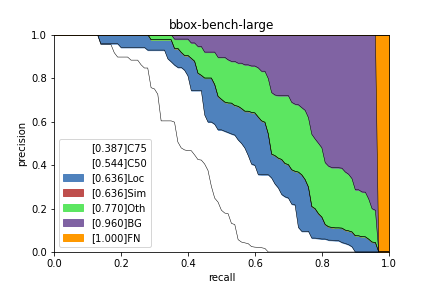 bbox-bench-large
1.0
0.8
0.6
0.4
0.2
0.0
precision
[0.387]C75
[0.544]C50
[0.636]Loc
[0.636]Sim
[0.770]Oth
[0.960]BG
[1.000]FN
0.0 0.2 0.4 0.6 0.8 1.0
recall